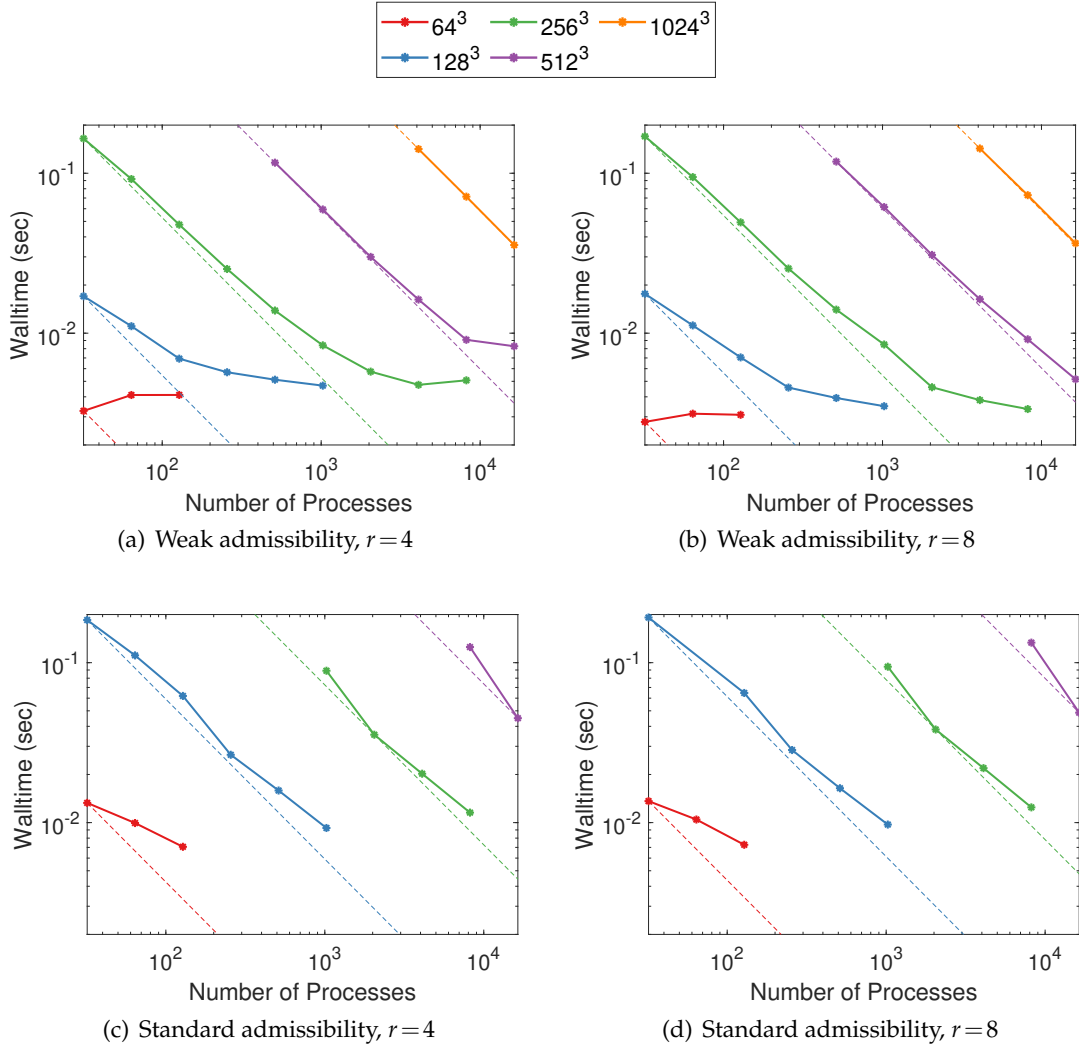 64³ 256³ 1024³
128³ 512³
10⁻¹
10⁻²
Walltime (sec)
10² 10³ 10⁴
Number of Processes
(a) Weak admissibility, r = 4
10⁻¹
10⁻²
Walltime (sec)
10² 10³ 10⁴
Number of Processes
(b) Weak admissibility, r = 8
10⁻¹
10⁻²
Walltime (sec)
10² 10³ 10⁴
Number of Processes
(c) Standard admissibility, r = 4
10⁻¹
10⁻²
Walltime (sec)
10² 10³ 10⁴
Number of Processes
(d) Standard admissibility, r = 8